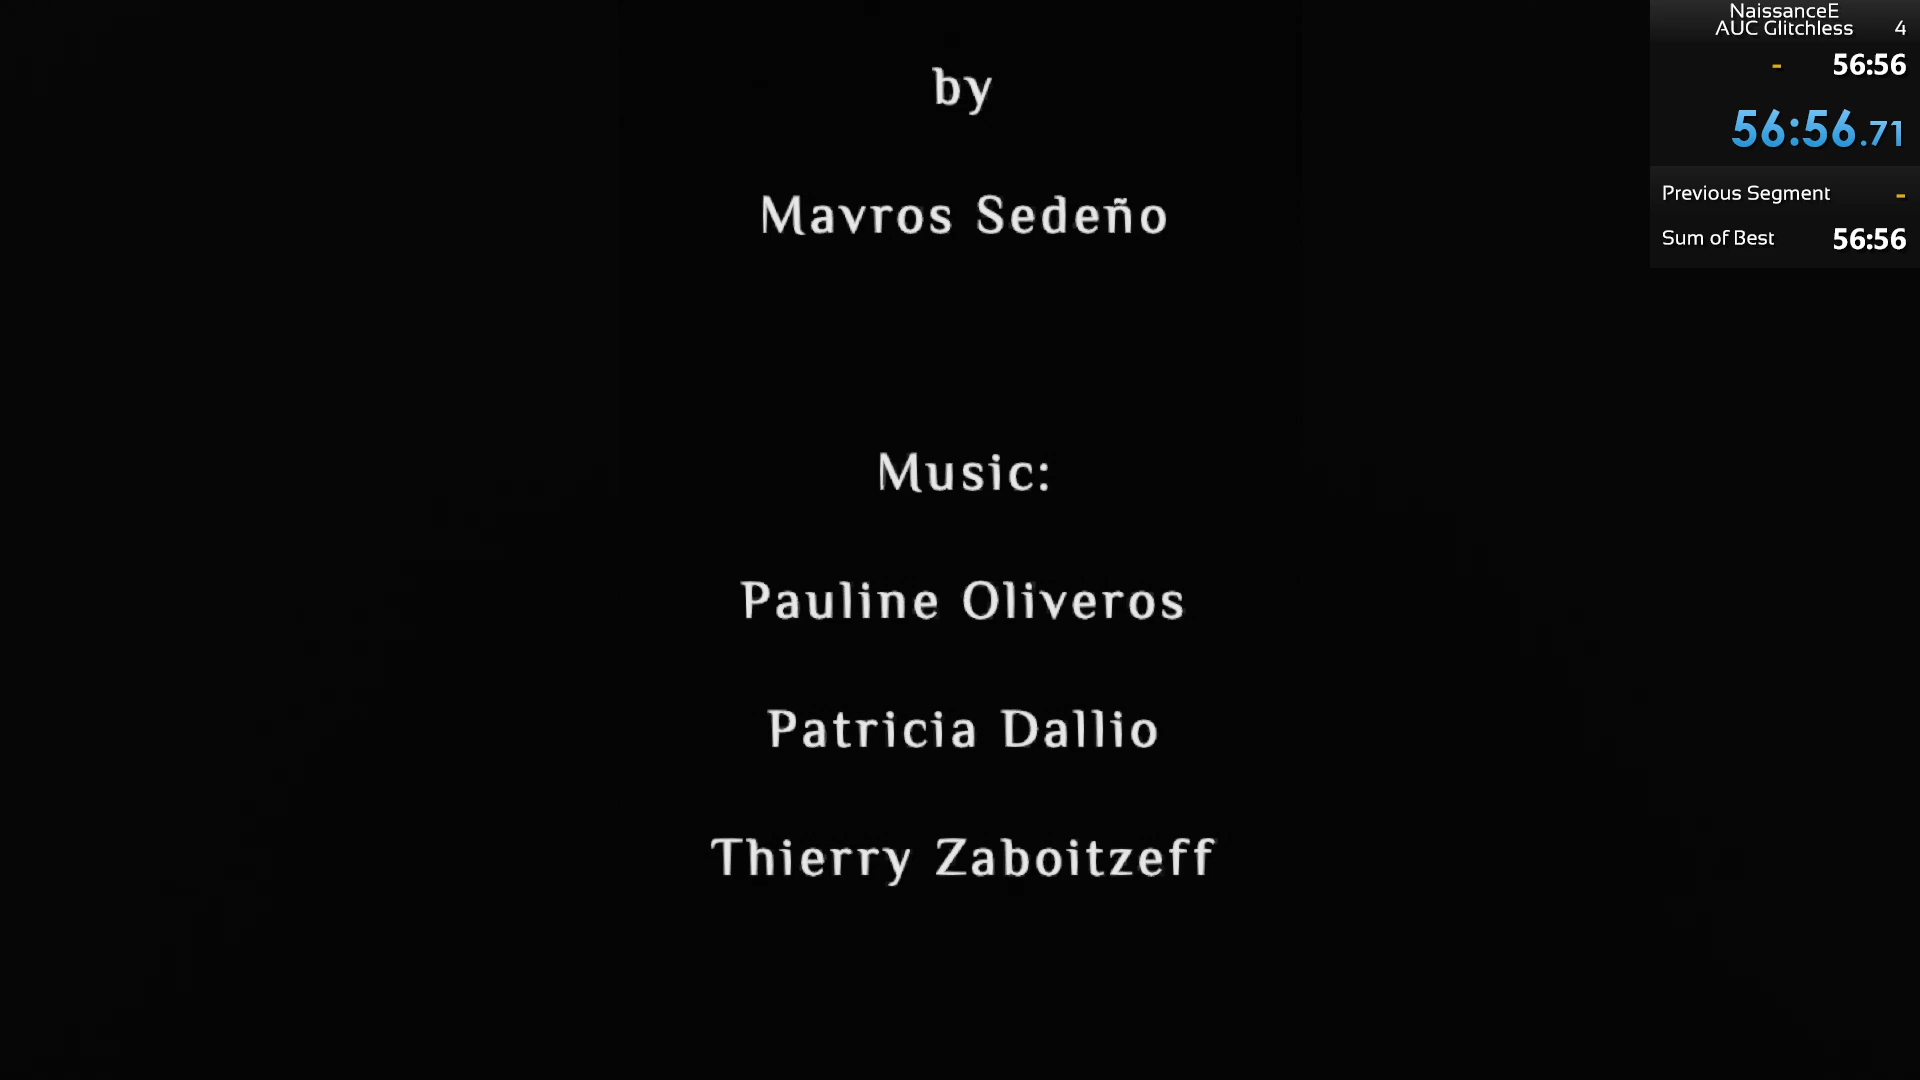 by
Mavros Sedeño
Music:
Pauline Oliveros
Patricia Dallio
Thierry Zaboitzeff
NaissanceE
AUC Glitchless 4
- 56:56
56:56.71
Previous Segment -
Sum of Best 56:56